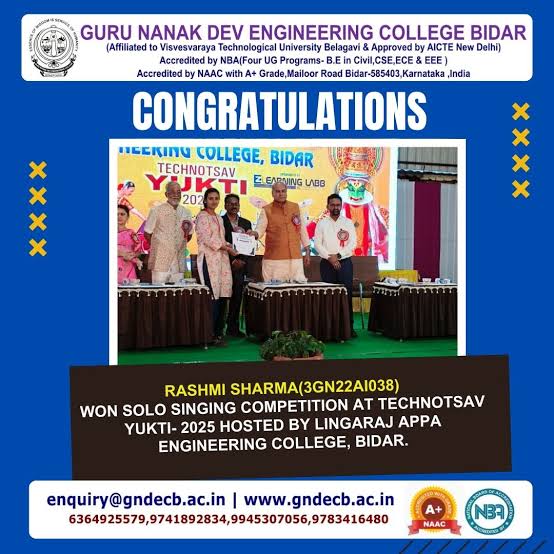 GURU NANAK DEV ENGINEERING COLLEGE BIDAR
(Affiliated to Visvesvaraya Technological University Belagavi & Approved by AICTE New Delhi)
Accredited by NBA(Four UG Programs- B.E in Civil,CSE,ECE & EEE )
Accredited by NAAC with A+ Grade,Mailoor Road Bidar-585403,Karnataka ,India
CONGRATULATIONS
NEERING COLLEGE, BIDAR
TECHNOTSAV
YUKTI
202
LEARNING LABB
RASHMI SHARMA(3GN22AI038)
WON SOLO SINGING COMPETITION AT TECHNOTSAV
YUKTI- 2025 HOSTED BY LINGARAJ APPA
ENGINEERING COLLEGE, BIDAR.
enquiry@gndecb.ac.in | www.gndecb.ac.in
6364925579,9741892834,9945307056,9783416480
A+
NAAC
NBA